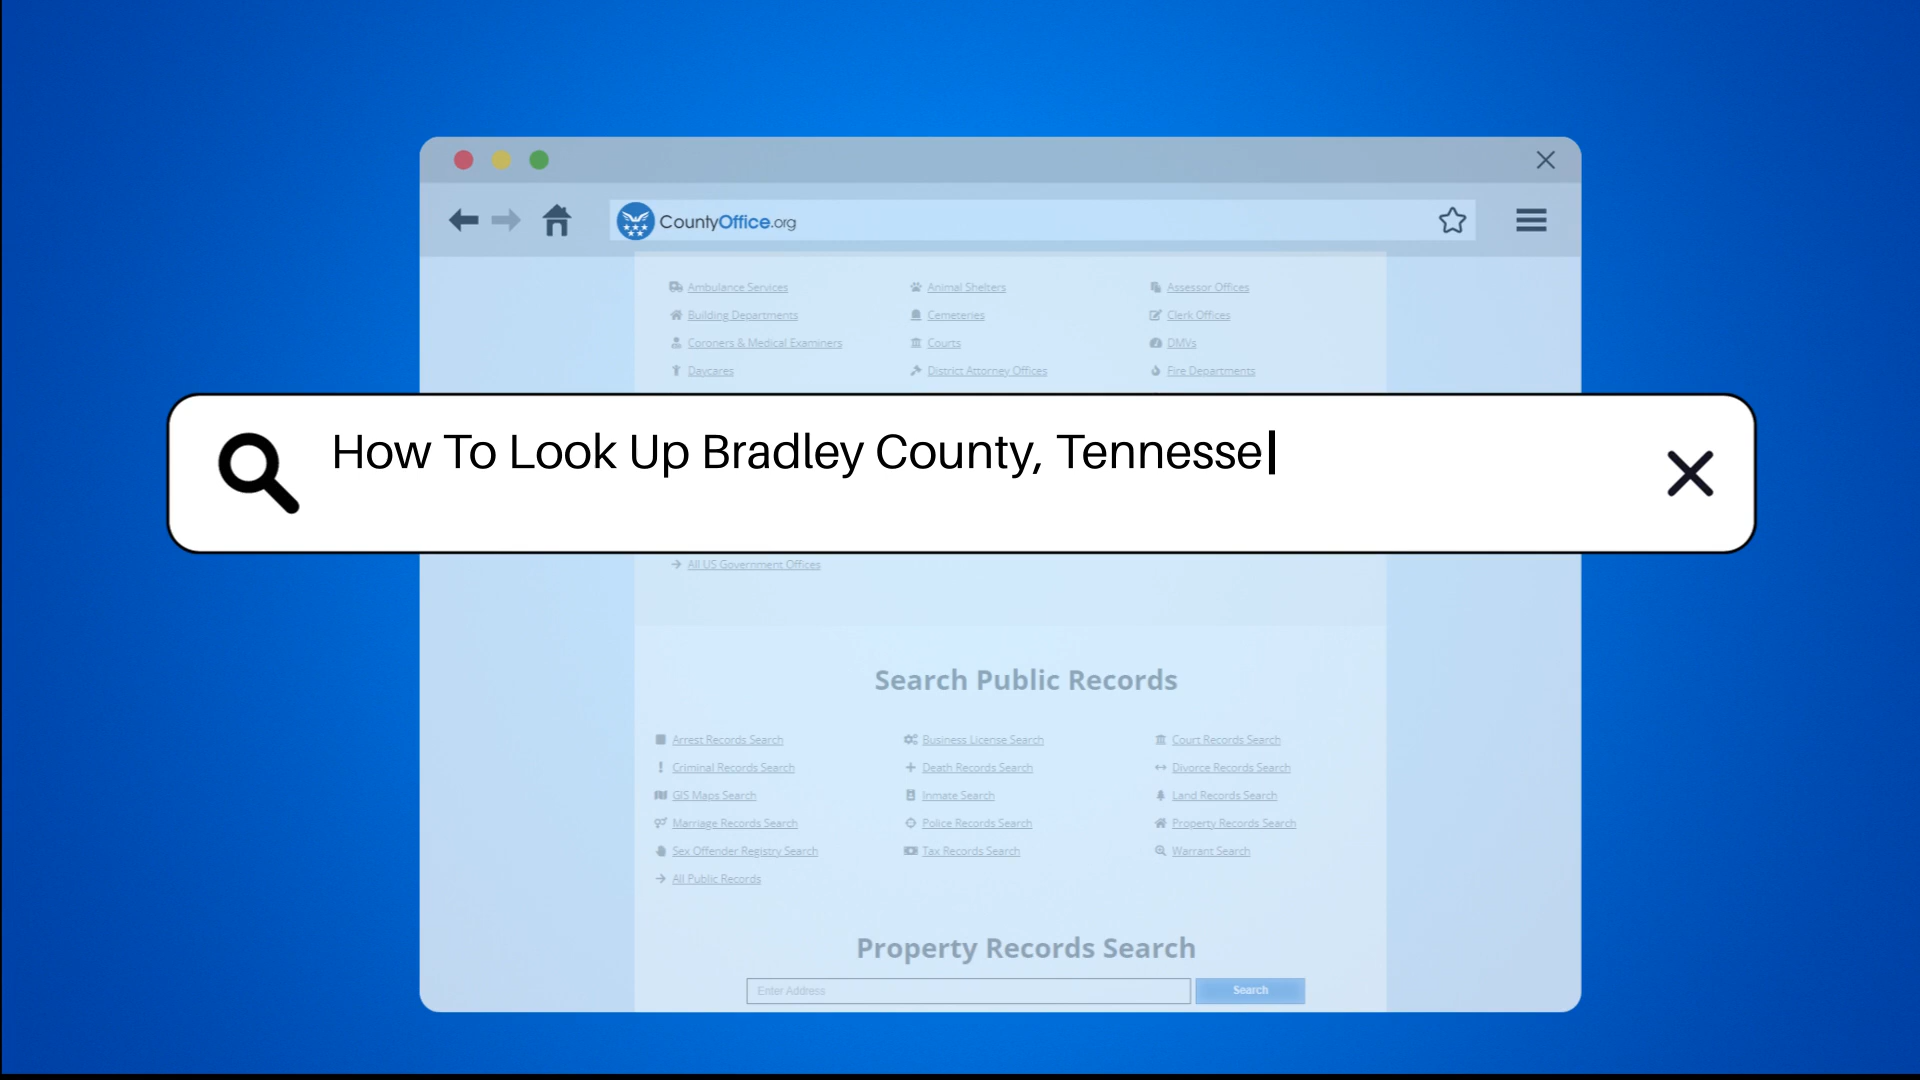 CountyOffice.org
Ambulance Services Animal Shelters Assessor Offices
Building Departments Cemeteries Clerk Offices
Coroners & Medical Examiners Courts DMVs
Daycares District Attorney Offices Fire Departments
How To Look Up Bradley County, Tennesse
All US Government Offices
Search Public Records
Arrest Records Search Business License Search Court Records Search
Criminal Records Search Death Records Search Divorce Records Search
GIS Maps Search Inmate Search Land Records Search
Marriage Records Search Police Records Search Property Records Search
Sex Offender Registry Search Tax Records Search Warrant Search
All Public Records
Property Records Search
Enter Address Search